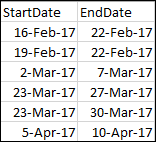 StartDate EndDate
16-Feb-17 22-Feb-17
19-Feb-17 22-Feb-17
2-Mar-17 7-Mar-17
23-Mar-17 27-Mar-17
23-Mar-17 30-Mar-17
5-Apr-17 10-Apr-17